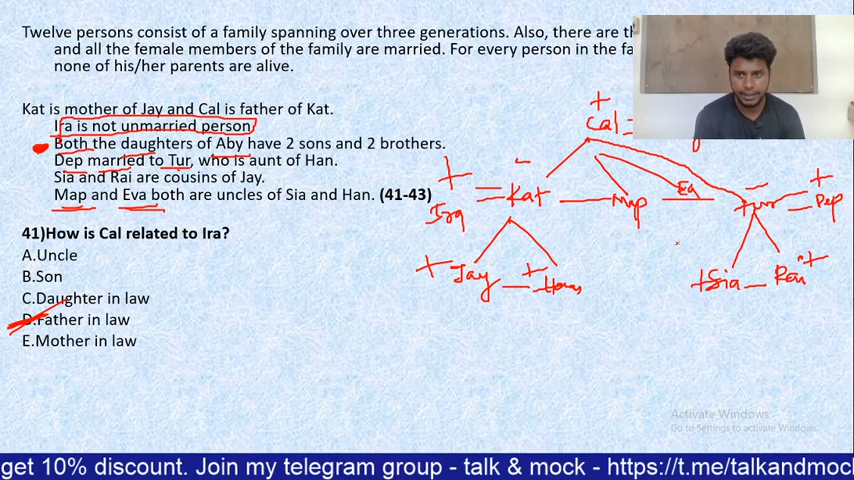 Twelve persons consist of a family spanning over three generations. Also, there are th
and all the female members of the family are married. For every person in the fa
none of his/her parents are alive.
Kat is mother of Jay and Cal is father of Kat.
Ira is not unmarried person.
Both the daughters of Aby have 2 sons and 2 brothers.
Dep married to Tur, who is aunt of Han.
Sia and Rai are cousins of Jay.
Map and Eva both are uncles of Sia and Han. (41-43)
41)How is Cal related to Ira?
A.Uncle
B.Son
C.Daughter in law
D.Father in law
E.Mother in law
+
Cal =
+ - - +
Ira = Kat — Map — Ea Tur = Dep
+ Jay — + Han + Sia — Rai +
Activate Windows
Go to Settings to activate Windows.
get 10% discount. Join my telegram group - talk & mock - https://t.me/talkandmoc